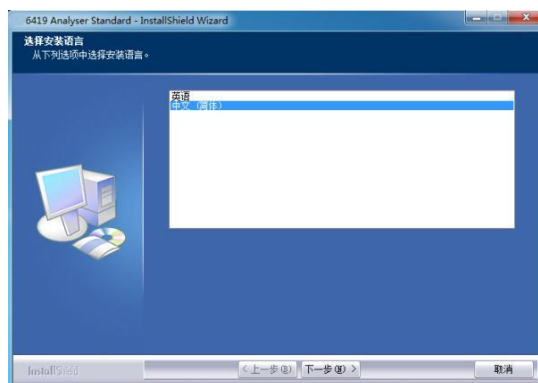 6419 Analyser Standard - InstallShield Wizard
选择安装语言
从下列选项中选择安装语言。
英语
中文 (简体)
InstallShield
< 上一步(B) 下一步(N) > 取消